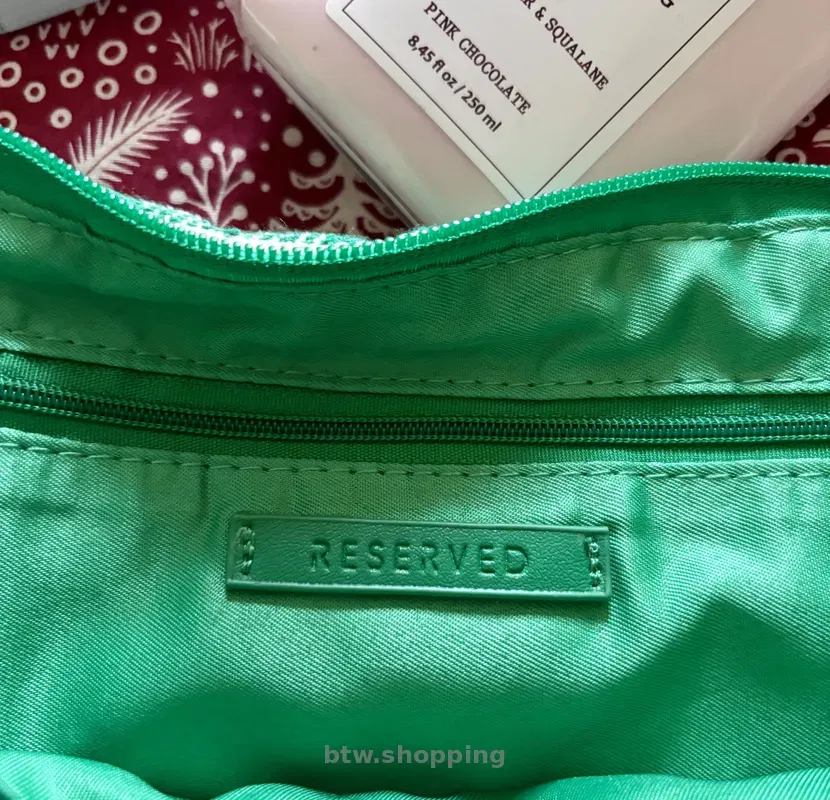 & SQUALANE
PINK CHOCOLATE
8,45 fl oz / 250 ml
RESERVED
btw.shopping